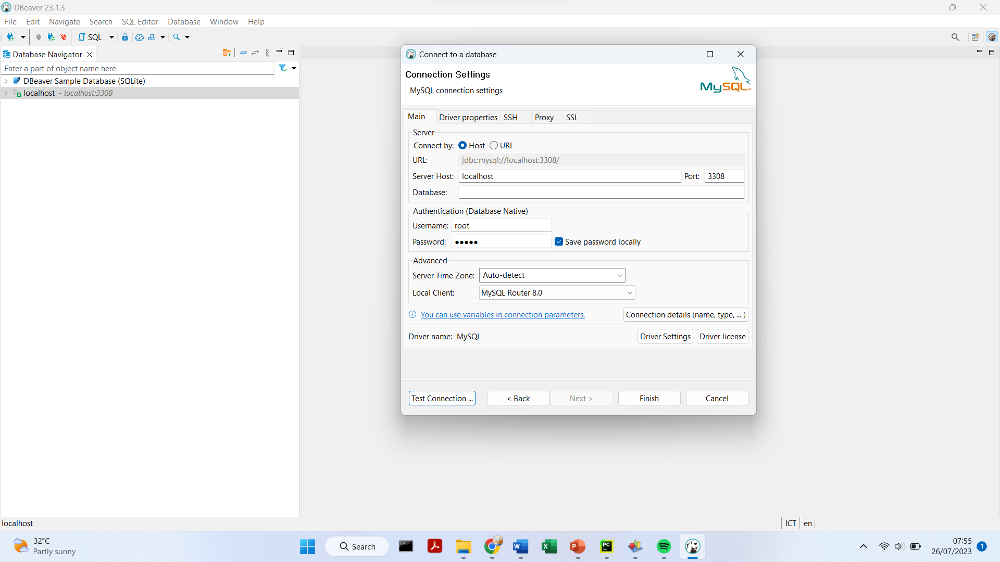 DBeaver 23.1.3
File Edit Navigate Search SQL Editor Database Window Help
SQL
Database Navigator
Enter a part of object name here
DBeaver Sample Database (SQLite)
localhost - localhost:3308
Connect to a database
Connection Settings
MySQL connection settings
MySQL
Main Driver properties SSH Proxy SSL
Server
Connect by: Host URL
URL: jdbc:mysql://localhost:3308/
Server Host: localhost Port: 3308
Database:
Authentication (Database Native)
Username: root
Password: ●●●●● Save password locally
Advanced
Server Time Zone: Auto-detect
Local Client: MySQL Router 8.0
You can use variables in connection parameters. Connection details (name, type, ... )
Driver name: MySQL Driver Settings Driver license
Test Connection ... < Back Next > Finish Cancel
localhost ICT en
32°C
Partly sunny
Search
07:55
26/07/2023
1